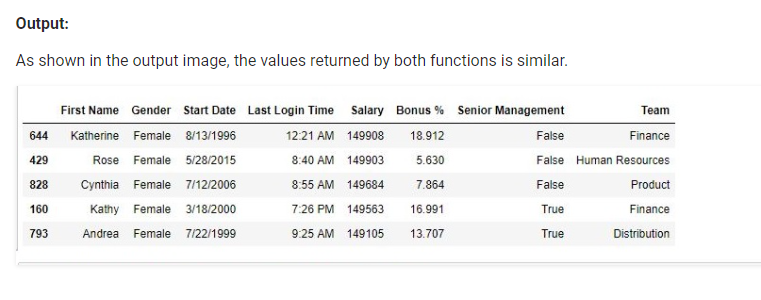 Output:
As shown in the output image, the values returned by both functions is similar.
First Name Gender Start Date Last Login Time Salary Bonus % Senior Management Team
644 Katherine Female 8/13/1996 12:21 AM 149908 18.912 False Finance
429 Rose Female 5/28/2015 8:40 AM 149903 5.630 False Human Resources
828 Cynthia Female 7/12/2006 8:55 AM 149684 7.864 False Product
160 Kathy Female 3/18/2000 7:26 PM 149563 16.991 True Finance
793 Andrea Female 7/22/1999 9:25 AM 149105 13.707 True Distribution